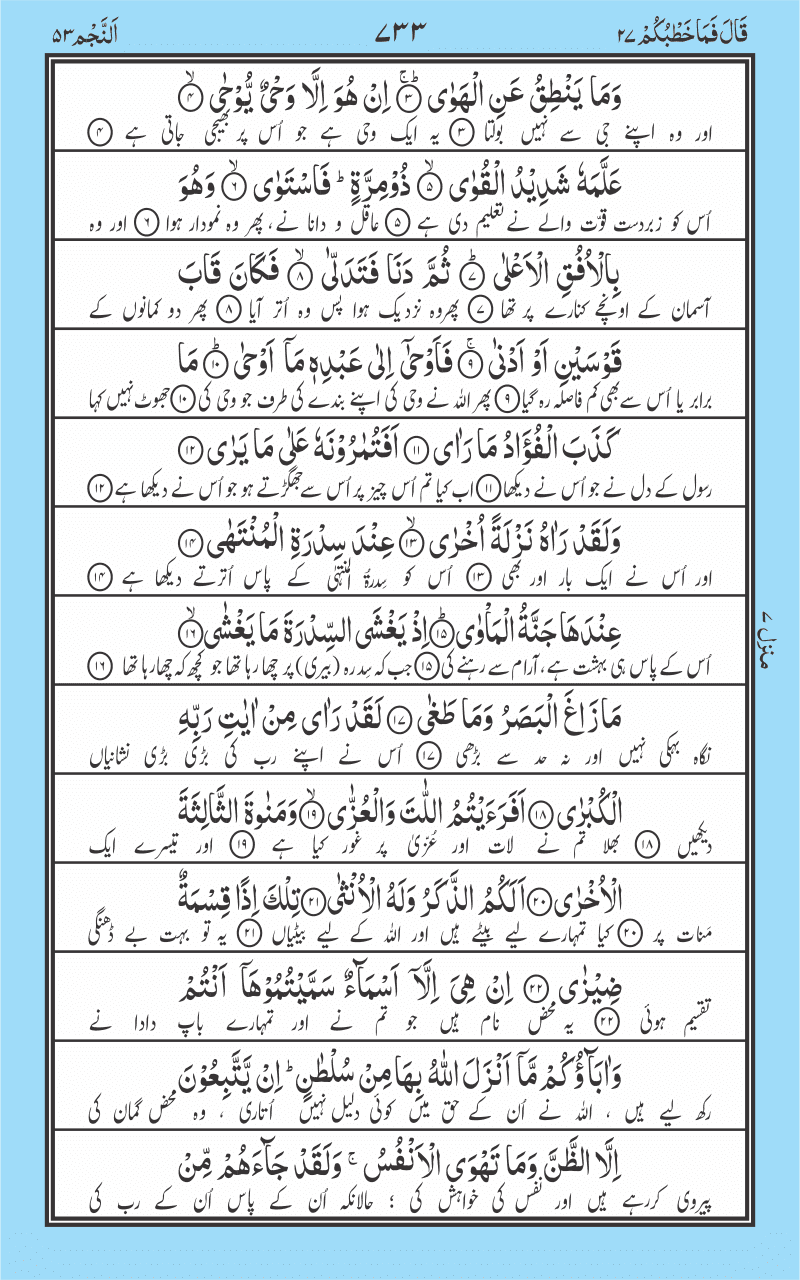 قَالَ فَمَا خَطْبُكُمْ ٢٧
٧٣٣
اَلنَّجْم ٥٣
وَمَا يَنْطِقُ عَنِ الْهَوٰى ؕ۝۳ اِنْ هُوَ اِلَّا وَحْىٌ يُّوْحٰى ۙ۝۴
اور وہ اپنے جی سے نہیں بولتا ۝۳ یہ ایک وحی ہے جو اُس پر بھیجی جاتی ہے ۝۴
عَلَّمَهٗ شَدِيْدُ الْقُوٰى ۙ۝۵ ذُوْمِرَّةٍ ؕ فَاسْتَوٰى ۙ۝۶ وَهُوَ
اُس کو زبردست قوّت والے نے تعلیم دی ہے ۝۵ عاقل و دانا نے، پھر وہ نمودار ہوا ۝۶ اور وہ
بِالْاُفُقِ الْاَعْلٰى ؕ۝۷ ثُمَّ دَنَا فَتَدَلّٰى ۙ۝۸ فَكَانَ قَابَ
آسمان کے اونچے کنارے پر تھا ۝۷ پھروہ نزدیک ہوا پس وہ اُتر آیا ۝۸ پھر دو کمانوں کے
قَوْسَيْنِ اَوْ اَدْنٰى ۚ۝۹ فَاَوْحٰۤى اِلٰى عَبْدِهٖ مَاۤ اَوْحٰى ؕ۝۱۰ مَا
برابر یا اُس سے بھی کم فاصلہ رہ گیا ۝۹ پھر اللہ نے وحی کی اپنے بندے کی طرف جو وحی کی ۝۱۰ جھوٹ نہیں کہا
كَذَبَ الْفُؤَادُ مَا رَاٰى ۝۱۱ اَفَتُمٰرُوْنَهٗ عَلٰى مَا يَرٰى ۝۱۲
رسول کے دل نے جو اُس نے دیکھا ۝۱۱ اب کیا تم اُس چیز پر اُس سے جھگڑتے ہو جو اُس نے دیکھا ہے ۝۱۲
وَلَقَدْ رَاٰهُ نَزْلَةً اُخْرٰى ۙ۝۱۳ عِنْدَ سِدْرَةِ الْمُنْتَهٰى ۝۱۴
اور اُس نے ایک بار اور بھی ۝۱۳ اُس کو سِدرۃُ المنتہٰی کے پاس اُترتے دیکھا ہے ۝۱۴
عِنْدَهَا جَنَّةُ الْمَاْوٰى ؕ۝۱۵ اِذْ يَغْشَى السِّدْرَةَ مَا يَغْشٰى ۙ۝۱۶
اُس کے پاس ہی بہشت ہے، آرام سے رہنے کی ۝۱۵ جب کہ سِدرہ (بیری) پر چھا رہا تھا جو کچھ کہ چھا رہا تھا ۝۱۶
مَا زَاغَ الْبَصَرُ وَمَا طَغٰى ۝۱۷ لَقَدْ رَاٰى مِنْ اٰيٰتِ رَبِّهِ
نگاہ بہکی نہیں اور نہ حد سے بڑھی ۝۱۷ اُس نے اپنے رب کی بڑی بڑی نشانیاں
الْكُبْرٰى ۝۱۸ اَفَرَءَيْتُمُ اللّٰتَ وَالْعُزّٰى ۙ۝۱۹ وَمَنٰوةَ الثَّالِثَةَ
دیکھیں ۝۱۸ بھلا تم نے لات اور عُزّیٰ پر غور کیا ہے ۝۱۹ اور تیسرے ایک
الْاُخْرٰى ۝۲۰ اَلَكُمُ الذَّكَرُ وَلَهُ الْاُنْثٰى ۝۲۱ تِلْكَ اِذًا قِسْمَةٌ
مَنات پر ۝۲۰ کیا تمہارے لیے بیٹے ہیں اور اللہ کے لیے بیٹیاں ۝۲۱ یہ تو بہت بے ڈھنگی
ضِيْزٰى ۝۲۲ اِنْ هِىَ اِلَّاۤ اَسْمَآءٌ سَمَّيْتُمُوْهَاۤ اَنْتُمْ
تقسیم ہوئی ۝۲۲ یہ محض نام ہیں جو تم نے اور تمہارے باپ دادا نے
وَاٰبَآؤُكُمْ مَّاۤ اَنْزَلَ اللّٰهُ بِهَا مِنْ سُلْطٰنٍ ؕ اِنْ يَّتَّبِعُوْنَ
رکھ لیے ہیں ، اللہ نے اُن کے حق میں کوئی دلیل نہیں اُتاری ، وہ محض گمان کی
اِلَّا الظَّنَّ وَمَا تَهْوَى الْاَنْفُسُ ۚ وَلَقَدْ جَآءَهُمْ مِّنْ
پیروی کررہے ہیں اور نفس کی خواہش کی ؛ حالانکہ اُن کے پاس اُن کے رب کی
منزل ٧